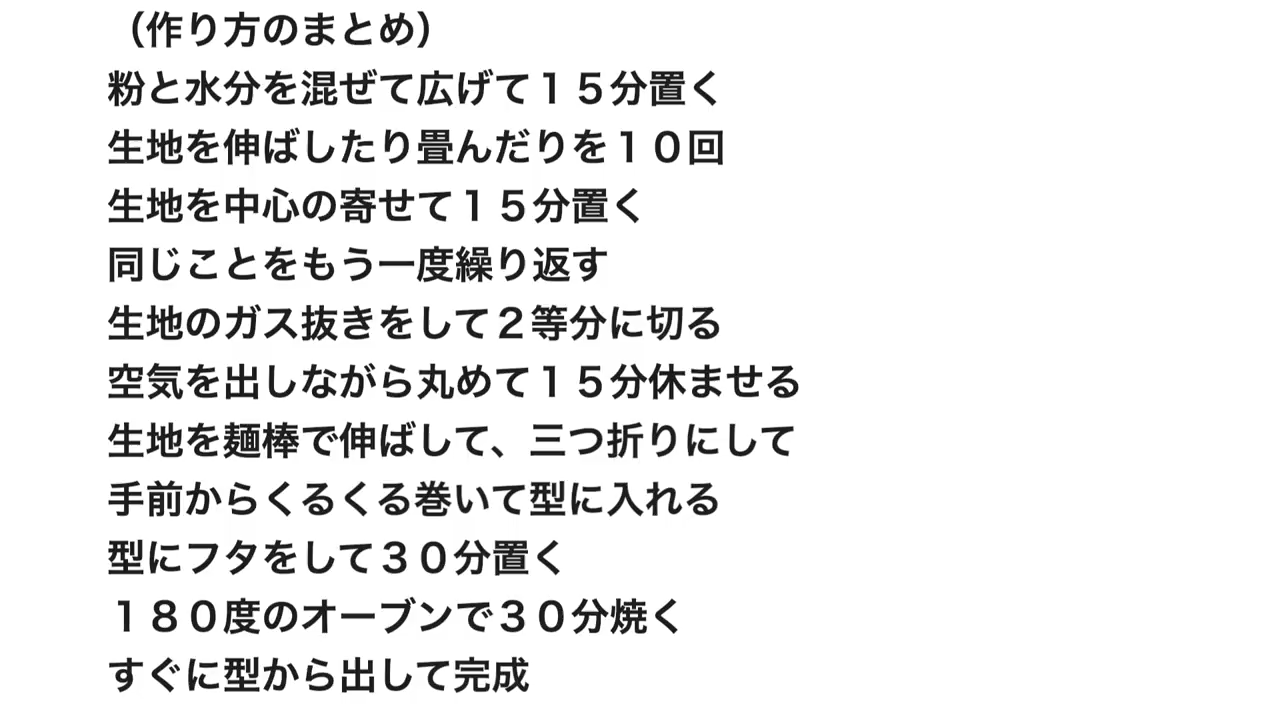 （作り方のまとめ）
粉と水分を混ぜて広げて１５分置く
生地を伸ばしたり畳んだりを１０回
生地を中心の寄せて１５分置く
同じことをもう一度繰り返す
生地のガス抜きをして２等分に切る
空気を出しながら丸めて１５分休ませる
生地を麺棒で伸ばして、三つ折りにして
手前からくるくる巻いて型に入れる
型にフタをして３０分置く
１８０度のオーブンで３０分焼く
すぐに型から出して完成